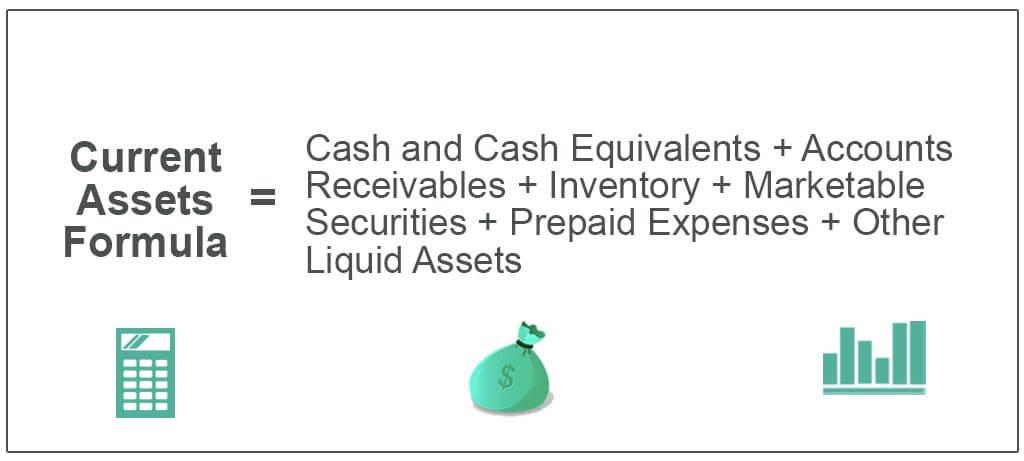 Current
Assets
Formula
=
Cash and Cash Equivalents + Accounts
Receivables + Inventory + Marketable
Securities + Prepaid Expenses + Other
Liquid Assets
$